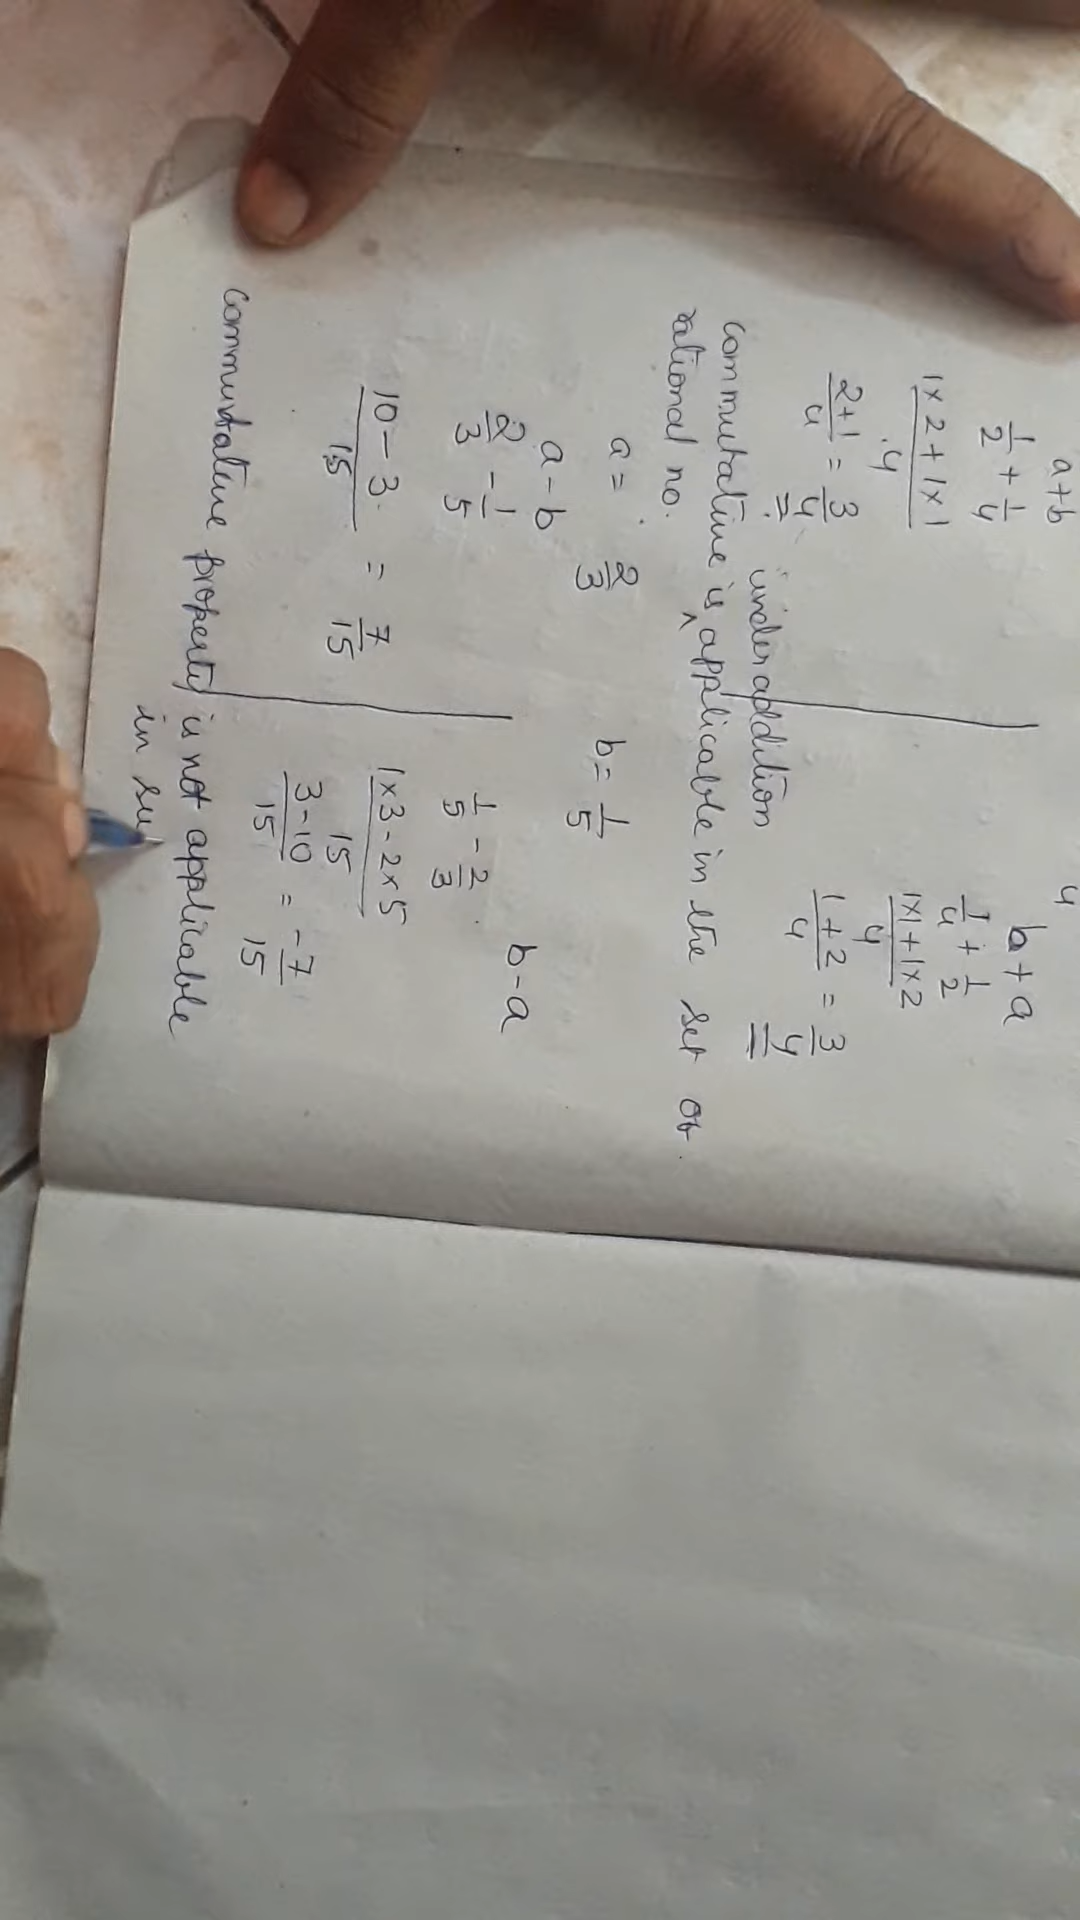 a+b
b+a
1/2 + 1/4
1/4 + 1/2
1×2+1×1/4
1×1+1×2/4
2+1/4 = 3/4
1+2/4 = 3/4
under addition
commutative is ^ applicable in the set of
rational no.
a = 2/3 b = 1/5
a-b
b-a
2/3 - 1/5
1/5 - 2/3
1×3-2×5/15
10-3/15 = 7/15
3-10/15 = -7/15
commutative property is not applicable
in su